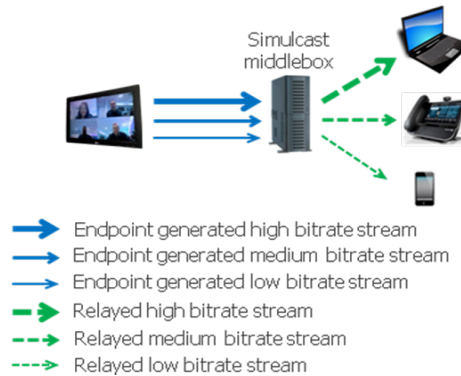 Simulcast
middlebox
Endpoint generated high bitrate stream
Endpoint generated medium bitrate stream
Endpoint generated low bitrate stream
Relayed high bitrate stream
Relayed medium bitrate stream
Relayed low bitrate stream